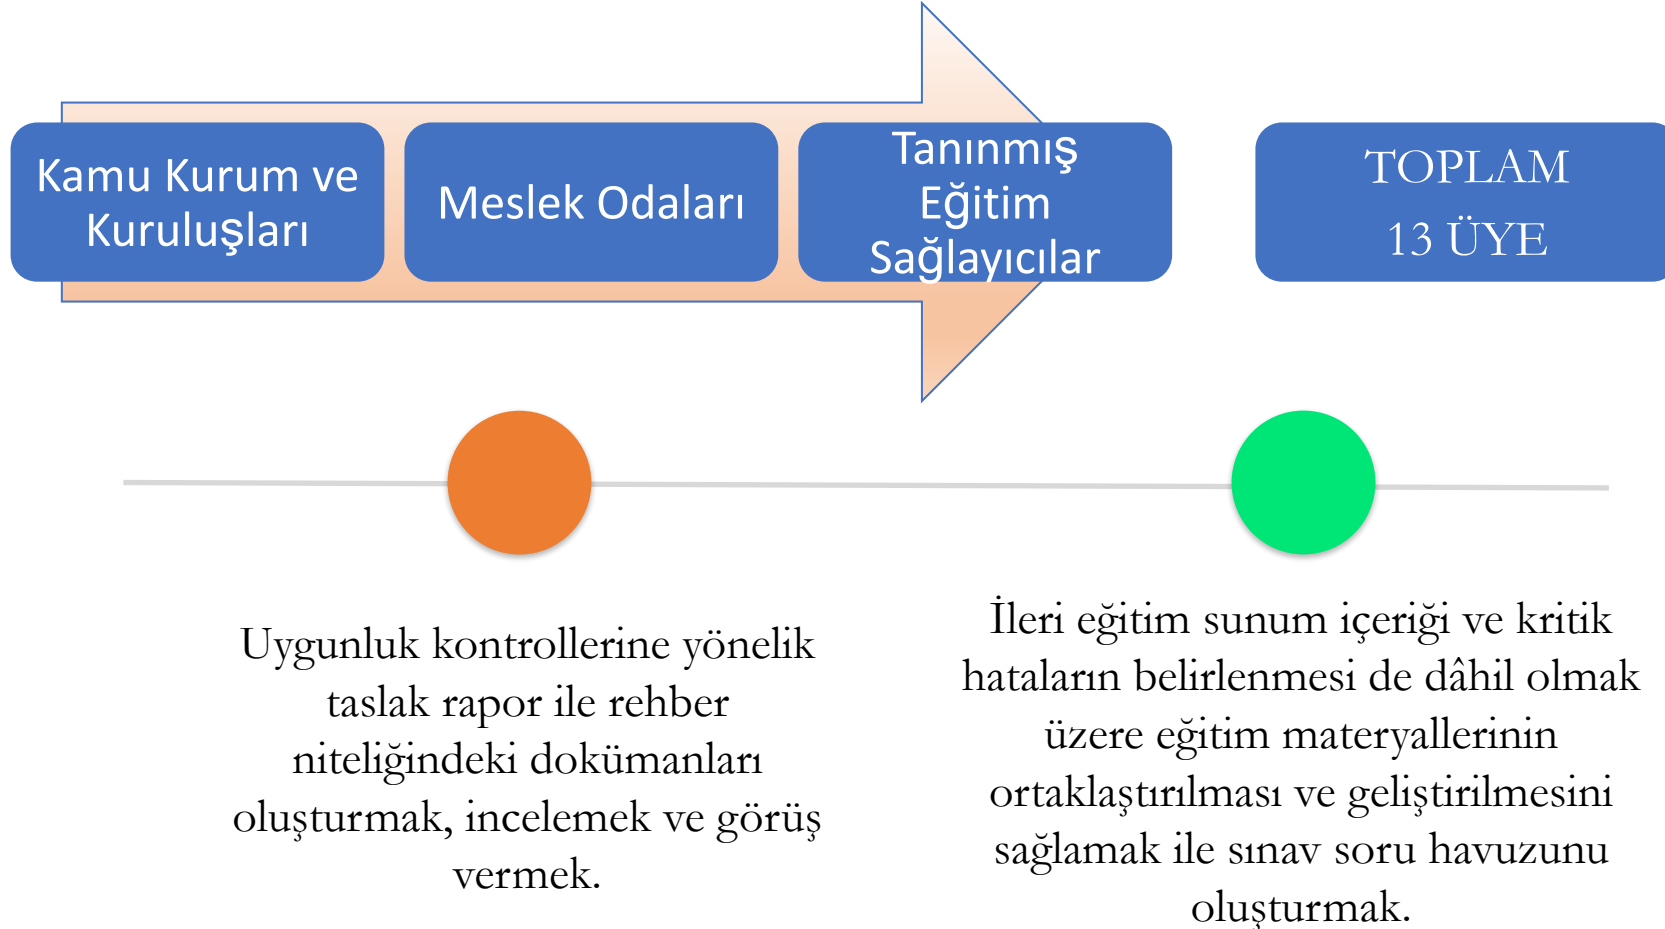 Kamu Kurum ve
Kuruluşları
Meslek Odaları
Tanınmış
Eğitim
Sağlayıcılar
TOPLAM
13 ÜYE
Uygunluk kontrollerine yönelik
taslak rapor ile rehber
niteliğindeki dokümanları
oluşturmak, incelemek ve görüş
vermek.
İleri eğitim sunum içeriği ve kritik
hataların belirlenmesi de dâhil olmak
üzere eğitim materyallerinin
ortaklaştırılması ve geliştirilmesini
sağlamak ile sınav soru havuzunu
oluşturmak.